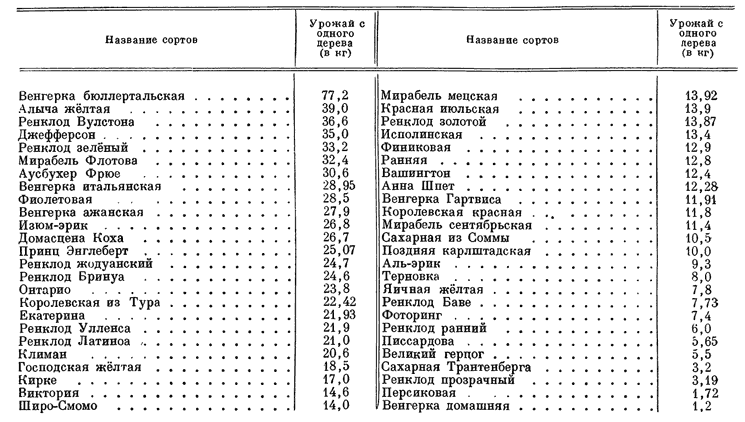 Название сортов
Урожай с
одного
дерева
(в кг)
Венгерка бюллертальская . . . . . . . . 77,2
Алыча жёлтая . . . . . . . . 39,0
Ренклод Вулстона . . . . . . . . 36,6
Джефферсон . . . . . . . . 35,0
Ренклод зелёный . . . . . . . . 33,2
Мирабель Флотова . . . . . . . . 32,4
Аусбухер Фрюе . . . . . . . . 30,6
Венгерка итальянская . . . . . . . . 28,95
Фиолетовая . . . . . . . . 28,5
Венгерка ажанская . . . . . . . . 27,9
Изюм-эрик . . . . . . . . 26,8
Домасцена Коха . . . . . . . . 26,7
Принц Энглеберт . . . . . . . . 25,07
Ренклод жодуанский . . . . . . . . 24,7
Ренклод Бринуа . . . . . . . . 24,6
Онтарио . . . . . . . . 23,8
Королевская из Тура . . . . . . . . 22,42
Екатерина . . . . . . . . 21,93
Ренклод Улленса . . . . . . . . 21,9
Ренклод Латиноа . . . . . . . . 21,0
Климан . . . . . . . . 20,6
Господская жёлтая . . . . . . . . 18,5
Кирке . . . . . . . . 17,0
Виктория . . . . . . . . 14,6
Широ-Смомо . . . . . . . . 14,0
Название сортов
Урожай с
одного
дерева
(в кг)
Мирабель мецская . . . . . . . . 13,92
Красная июльская . . . . . . . . 13,9
Ренклод золотой . . . . . . . . 13,87
Исполинская . . . . . . . . 13,4
Финиковая . . . . . . . . 12,9
Ранняя . . . . . . . . 12,8
Вашингтон . . . . . . . . 12,4
Анна Шпет . . . . . . . . 12,28
Венгерка Гартвиса . . . . . . . . 11,91
Королевская красная . . . . . . . . 11,8
Мирабель сентябрьская . . . . . . . . 11,4
Сахарная из Соммы . . . . . . . . 10,5
Поздняя карлштадская . . . . . . . . 10,0
Аль-эрик . . . . . . . . 9,3
Терновка . . . . . . . . 8,0
Яичная жёлтая . . . . . . . . 7,8
Ренклод Баве . . . . . . . . 7,73
Фоторинг . . . . . . . . 7,4
Ренклод ранний . . . . . . . . 6,0
Писсардова . . . . . . . . 5,65
Великий герцог . . . . . . . . 5,5
Сахарная Трантенберга . . . . . . . . 3,2
Ренклод прозрачный . . . . . . . . 3,19
Персиковая . . . . . . . . 1,72
Венгерка домашняя . . . . . . . . 1,2